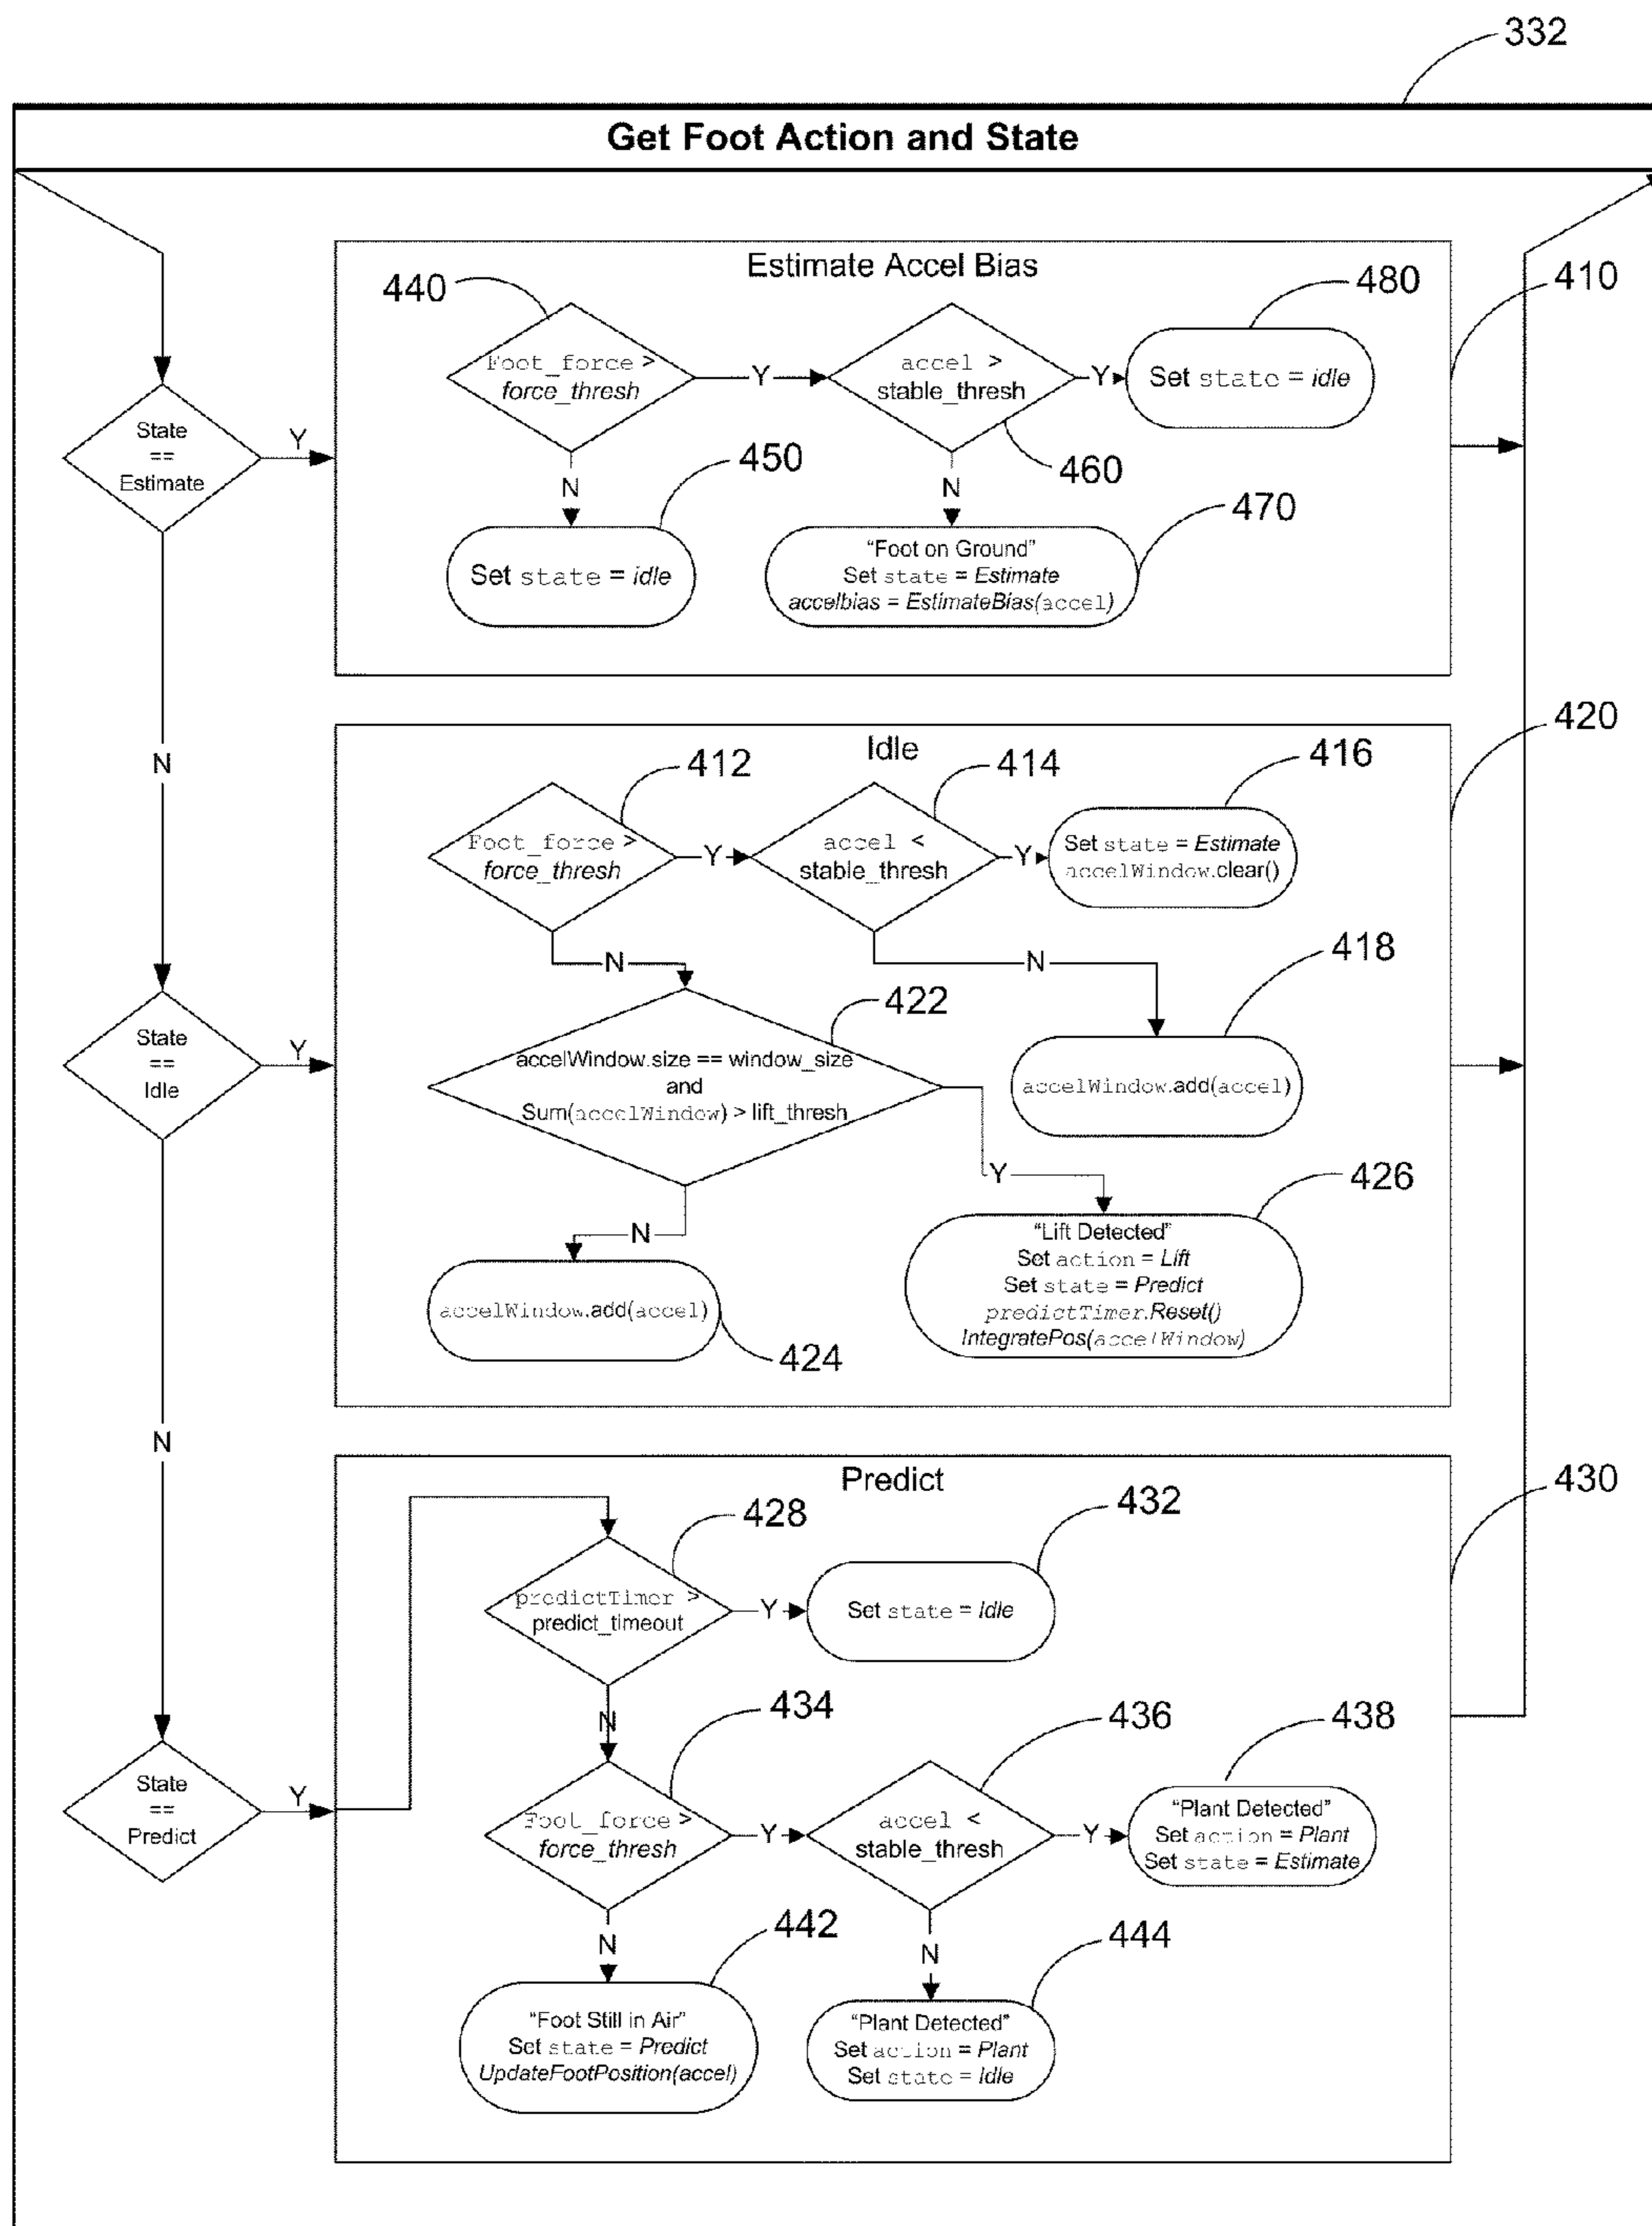 332
Get Foot Action and State
Estimate Accel Bias
440
480
410
Foot_force >
force_thresh
Y
accel >
stable_thresh
Y
Set state = idle
State
==
Estimate
Y
N
450
N
460
470
Set state = idle
"Foot on Ground"
Set state = Estimate
accelbias = EstimateBias(accel)
N
420
Idle
412
414
416
Foot_force >
force_thresh
Y
accel <
stable_thresh
Y
Set state = Estimate
accelWindow.clear()
N
N
418
422
State
==
Idle
Y
accelWindow.size == window_size
and
Sum(accelWindow) > lift_thresh
accelWindow.add(accel)
Y
426
N
"Lift Detected"
Set action = Lift
Set state = Predict
predictTimer.Reset()
IntegratePos(accelWindow)
accelWindow.add(accel)
424
N
430
Predict
428
432
predictTimer >
predict_timeout
Y
Set state = Idle
N
434
436
438
State
==
Predict
Y
Foot_force >
force_thresh
Y
accel <
stable_thresh
Y
"Plant Detected"
Set action = Plant
Set state = Estimate
N
442
N
444
"Foot Still in Air"
Set state = Predict
UpdateFootPosition(accel)
"Plant Detected"
Set action = Plant
Set state = Idle